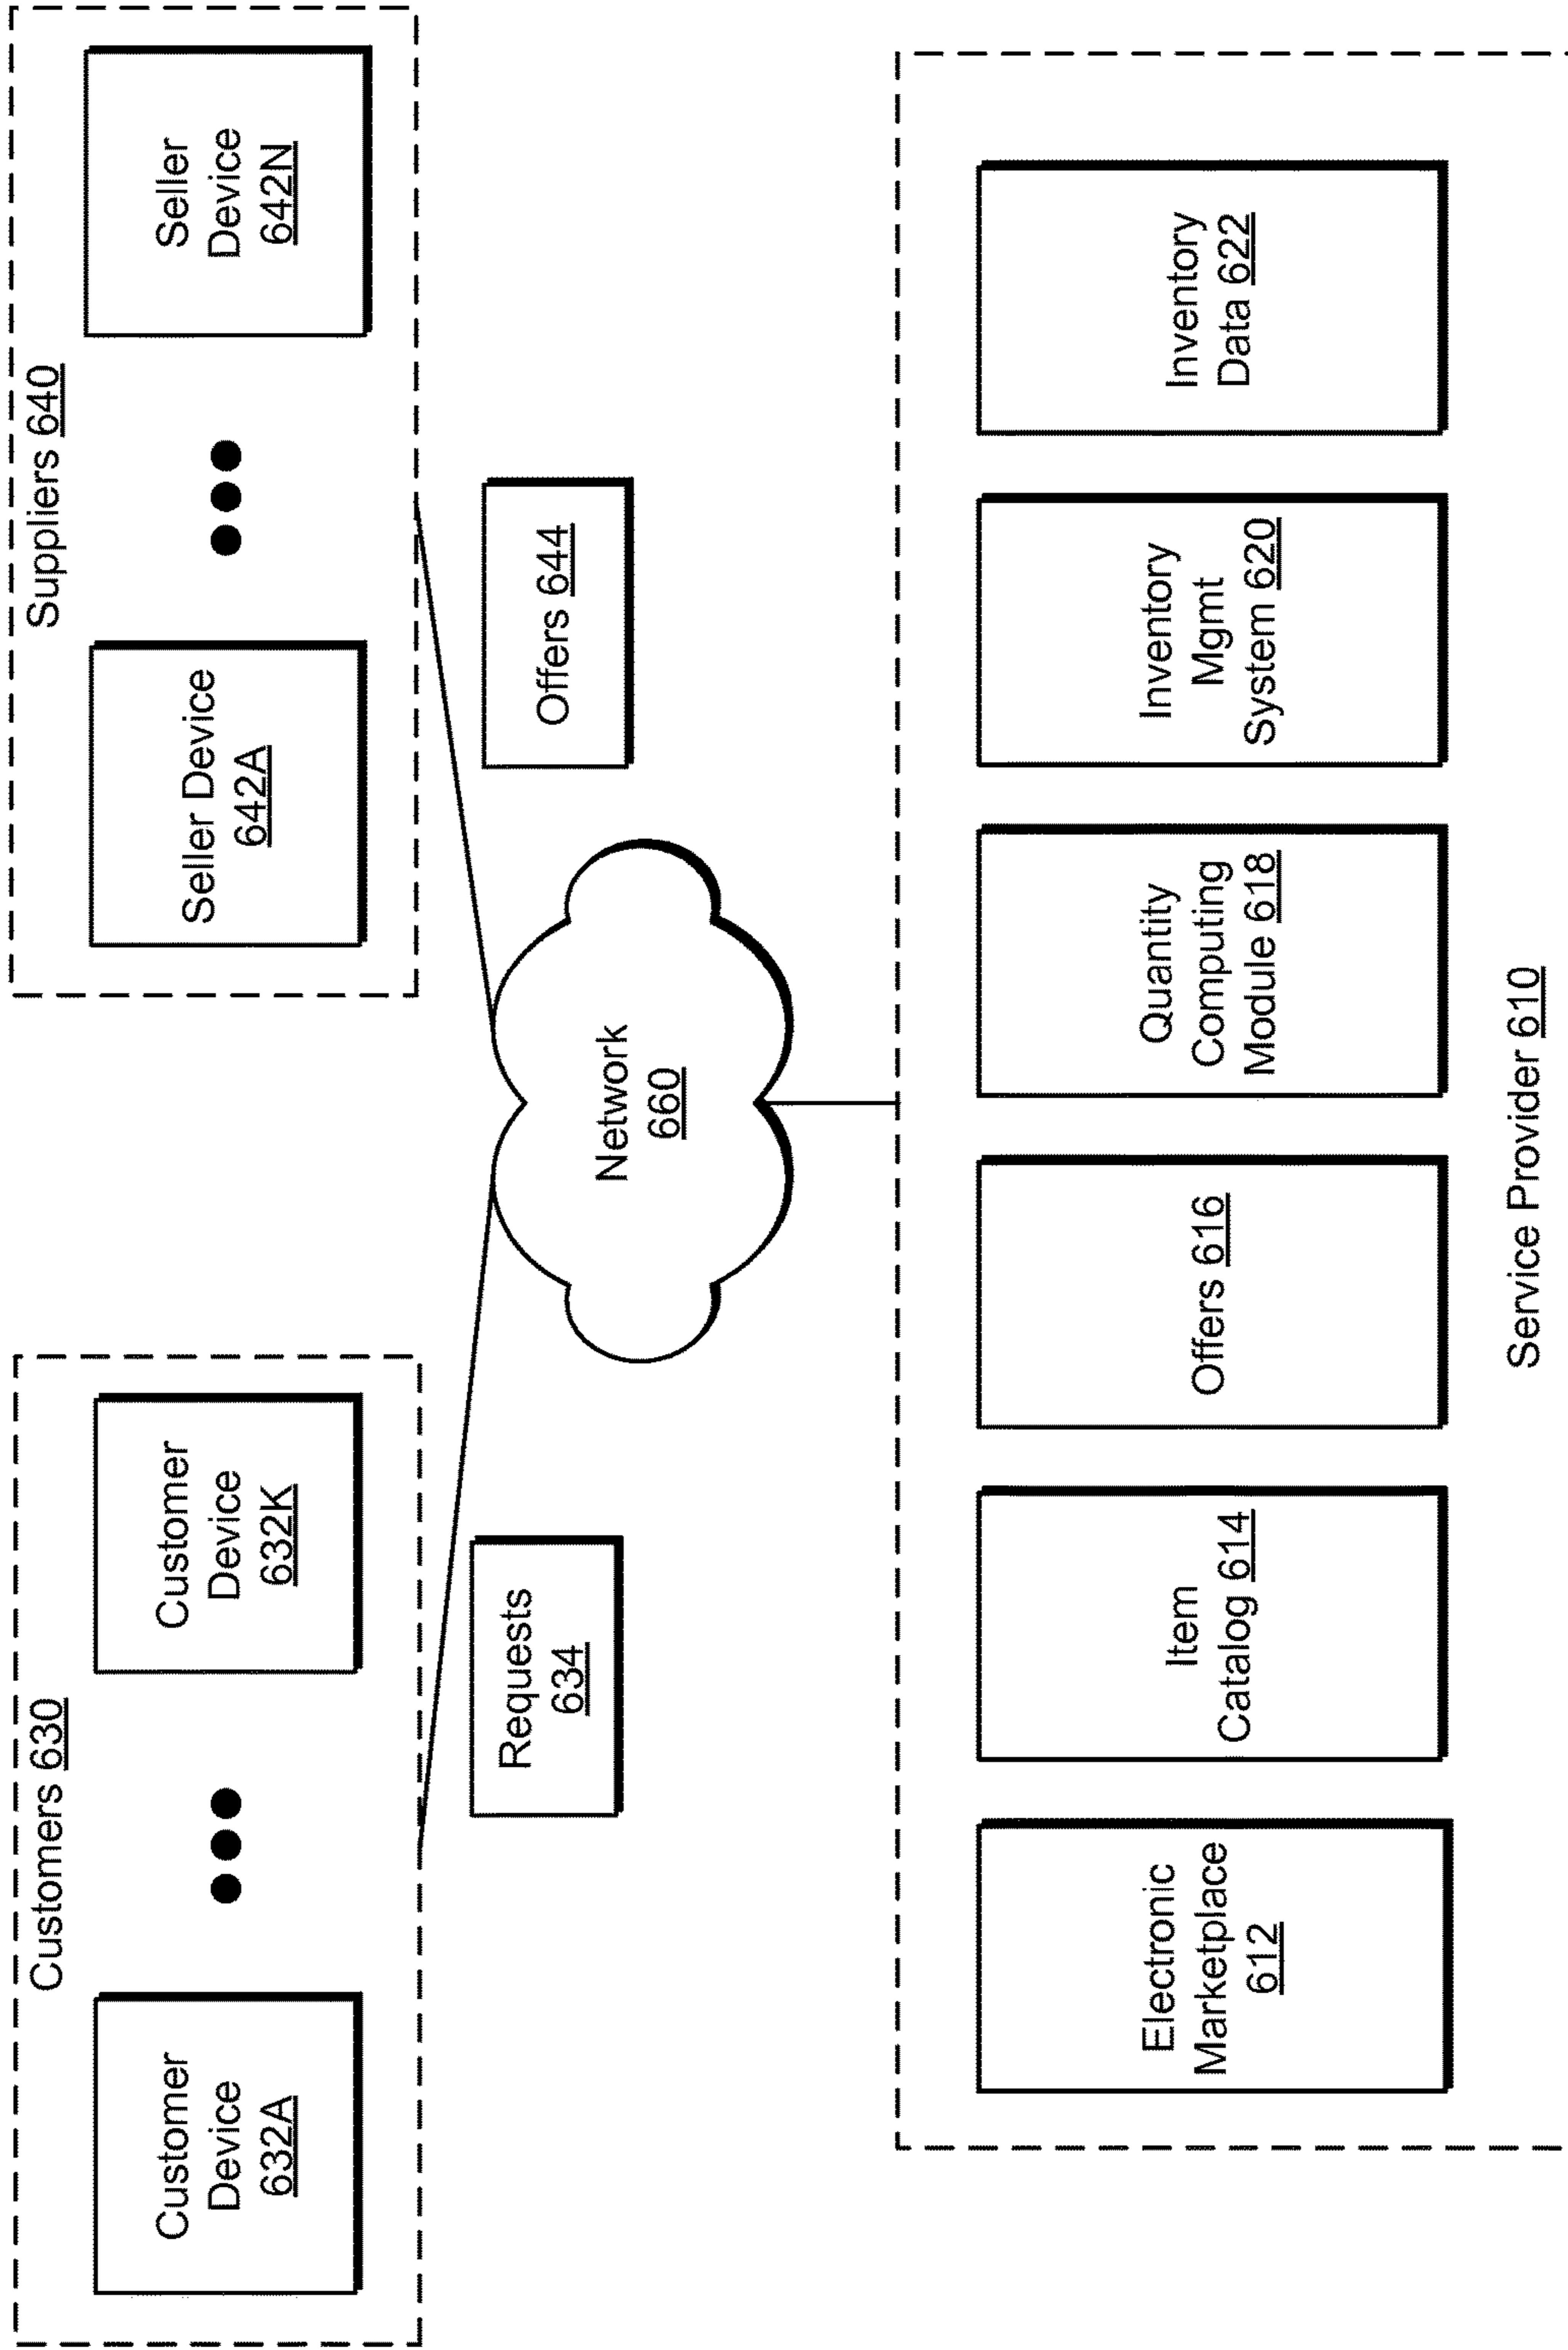 Customers 630
Customer
Device
632A
Customer
Device
632K
Suppliers 640
Seller Device
642A
Seller
Device
642N
Requests
634
Network
660
Offers 644
Electronic
Marketplace
612
Item
Catalog 614
Offers 616
Quantity
Computing
Module 618
Inventory
Mgmt
System 620
Inventory
Data 622
Service Provider 610